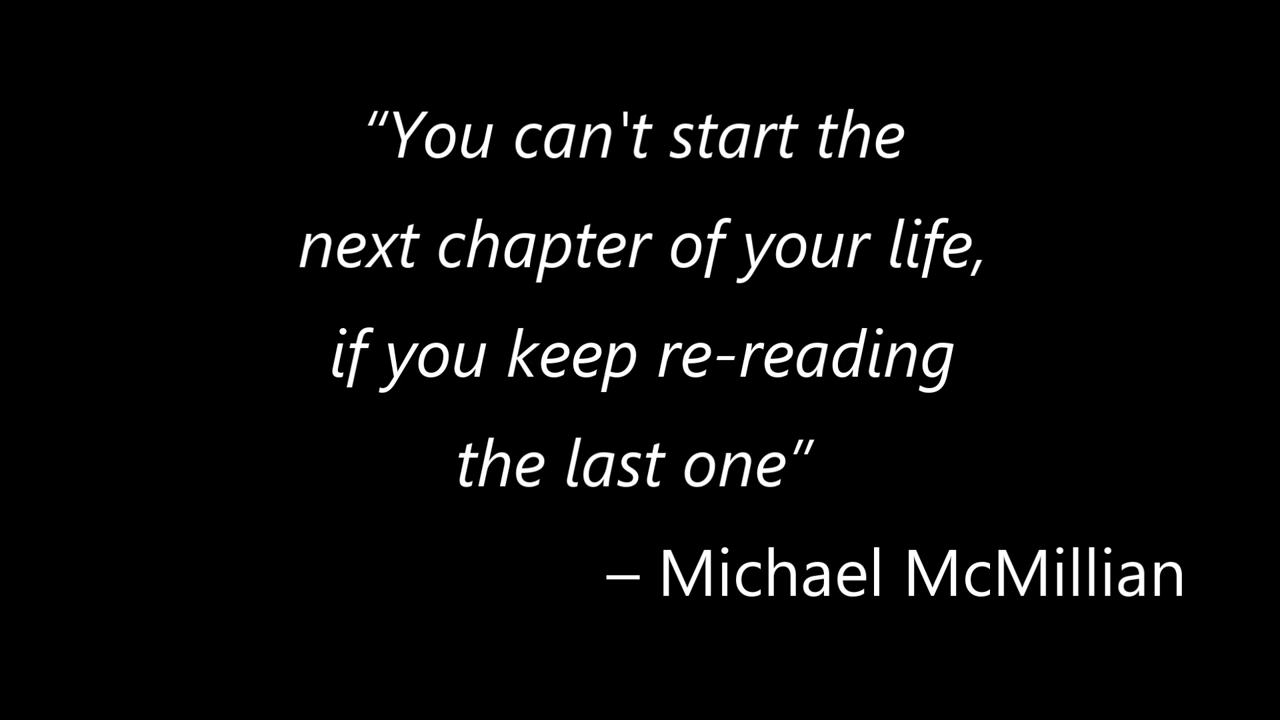 “You can't start the
next chapter of your life,
if you keep re-reading
the last one”
– Michael McMillian